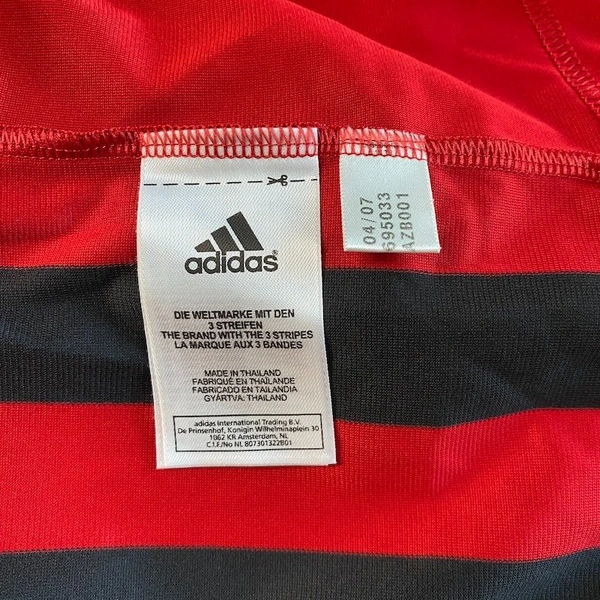 adidas
DIE WELTMARKE MIT DEN
3 STREIFEN
THE BRAND WITH THE 3 STRIPES
LA MARQUE AUX 3 BANDES
MADE IN THAILAND
FABRIQUÉ EN THAÏLANDE
FABRICADO EN TAILANDIA
GYÁRTVA: THAILAND
adidas International Trading B.V.
De Prinsenhof, Konigin Wilhelminaplein 30
1062 KR Amsterdam, NL
C.I.F./No NL 807301322B01
04/07
695033
AZB001